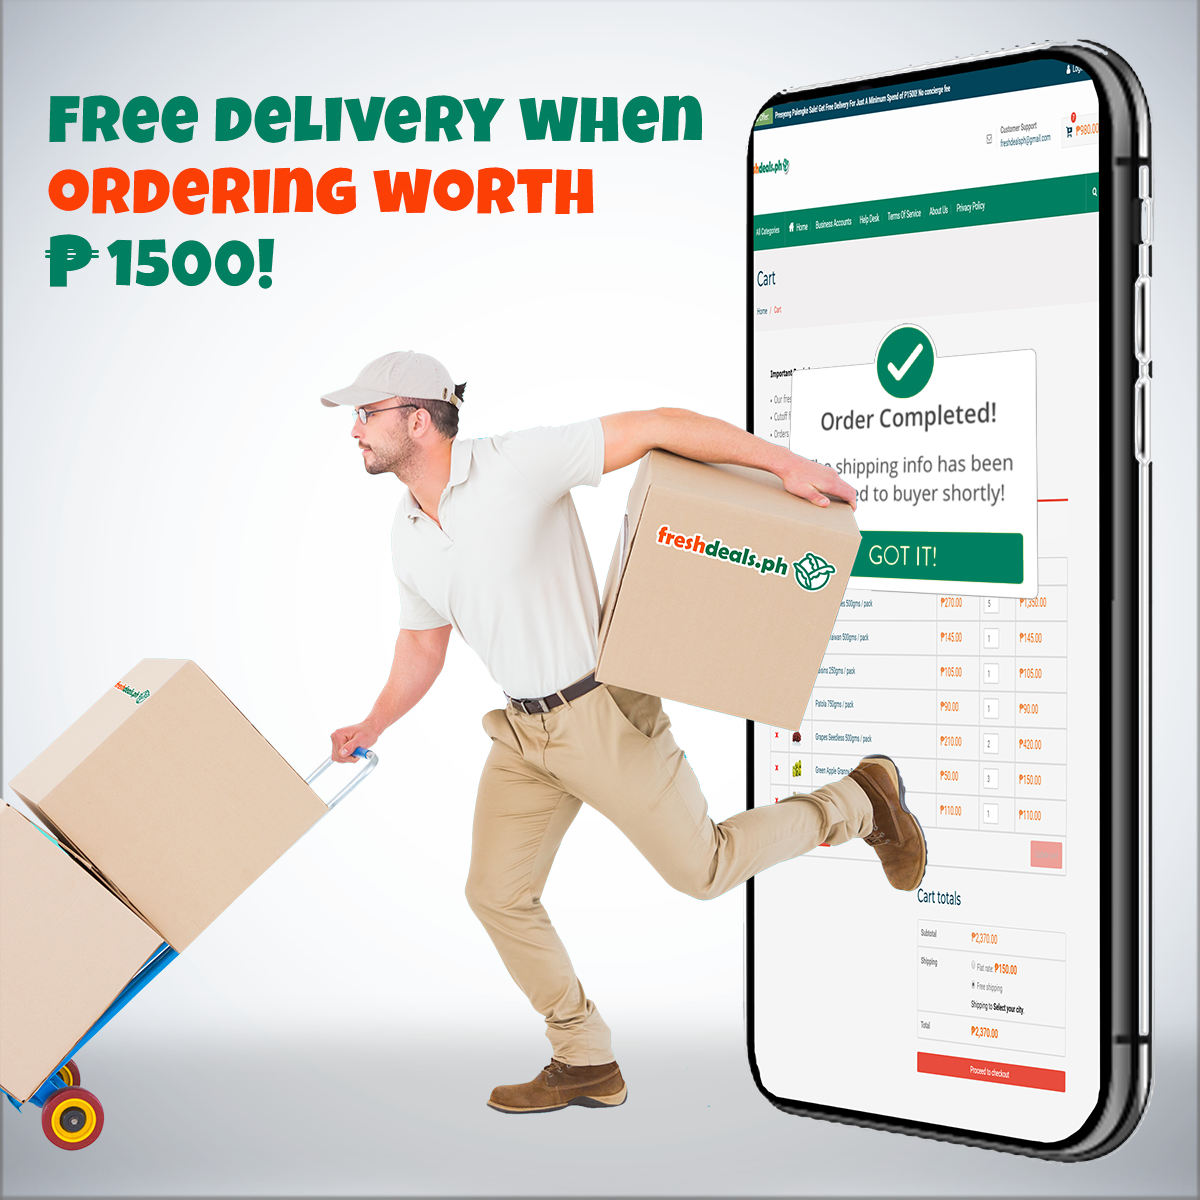 FREE DELIVERY WHEN
ORDERING WORTH
₱ 1500!
Offer: Presyong Palengke Sale! Get Free Delivery For Just A Minimum Spend of P1500! No concierge fee
Customer Support
freshdealsph@gmail.com
₱980.00
hdeals.ph
All Categories Home Business Accounts Help Desk Terms Of Service About Us Privacy Policy
Cart
Home / Cart
Important
• Our fres
• Cutoff
• Orders
Order Completed!
shipping info has been
ed to buyer shortly!
GOT IT!
freshdeals.ph
freshdeals.ph
500gms / pack ₱270.00 5 ₱1,350.00
500gms / pack ₱145.00 1 ₱145.00
250gms / pack ₱105.00 1 ₱105.00
Patola 750gms / pack ₱90.00 1 ₱90.00
x Grapes Seedless 500gms / pack ₱210.00 2 ₱420.00
x Green Apple Granny ₱50.00 3 ₱150.00
x ₱110.00 1 ₱110.00
Cart totals
Subtotal ₱2,370.00
Shipping Flat rate: ₱150.00
Free shipping
Shipping to Select your city.
Total ₱2,370.00
Proceed to checkout